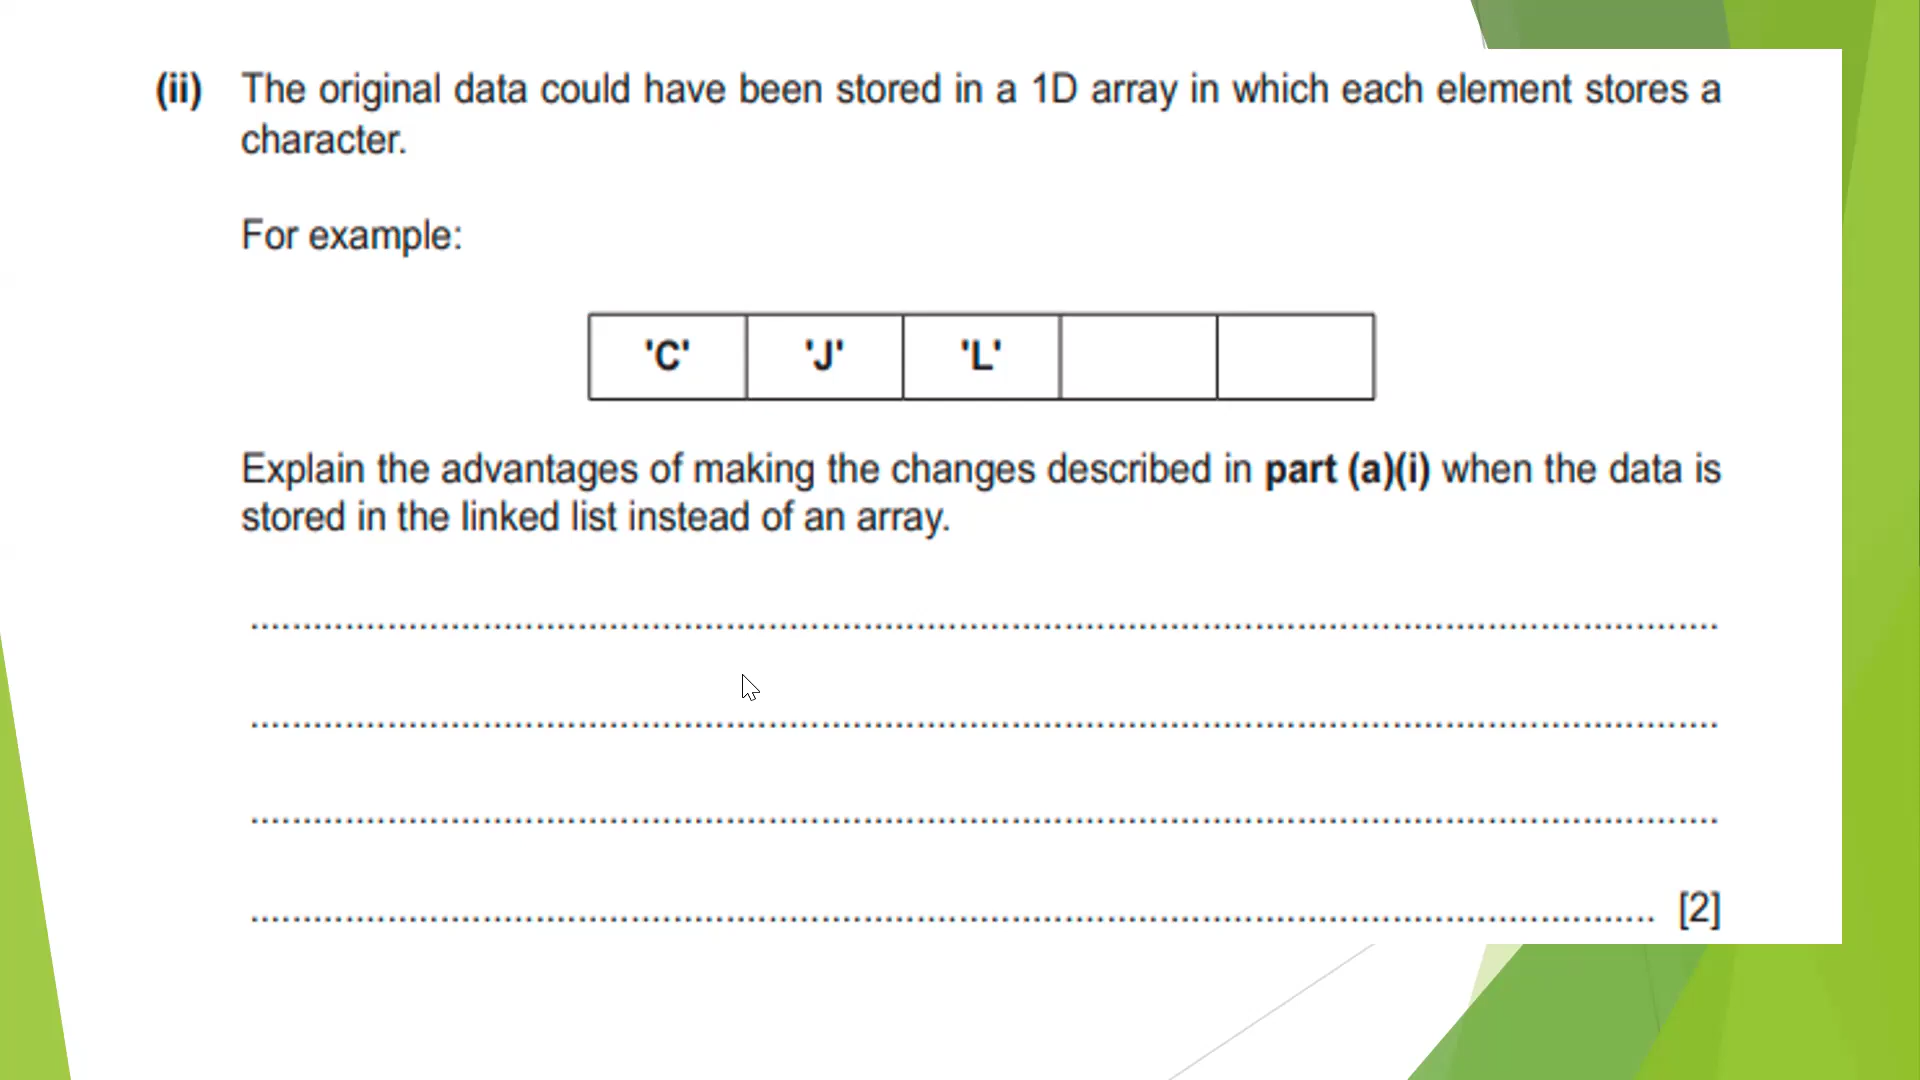 (ii) The original data could have been stored in a 1D array in which each element stores a
character.
For example:
'C' 'J' 'L'
Explain the advantages of making the changes described in part (a)(i) when the data is
stored in the linked list instead of an array.
................................................................
................................................................
................................................................
................................................................ [2]